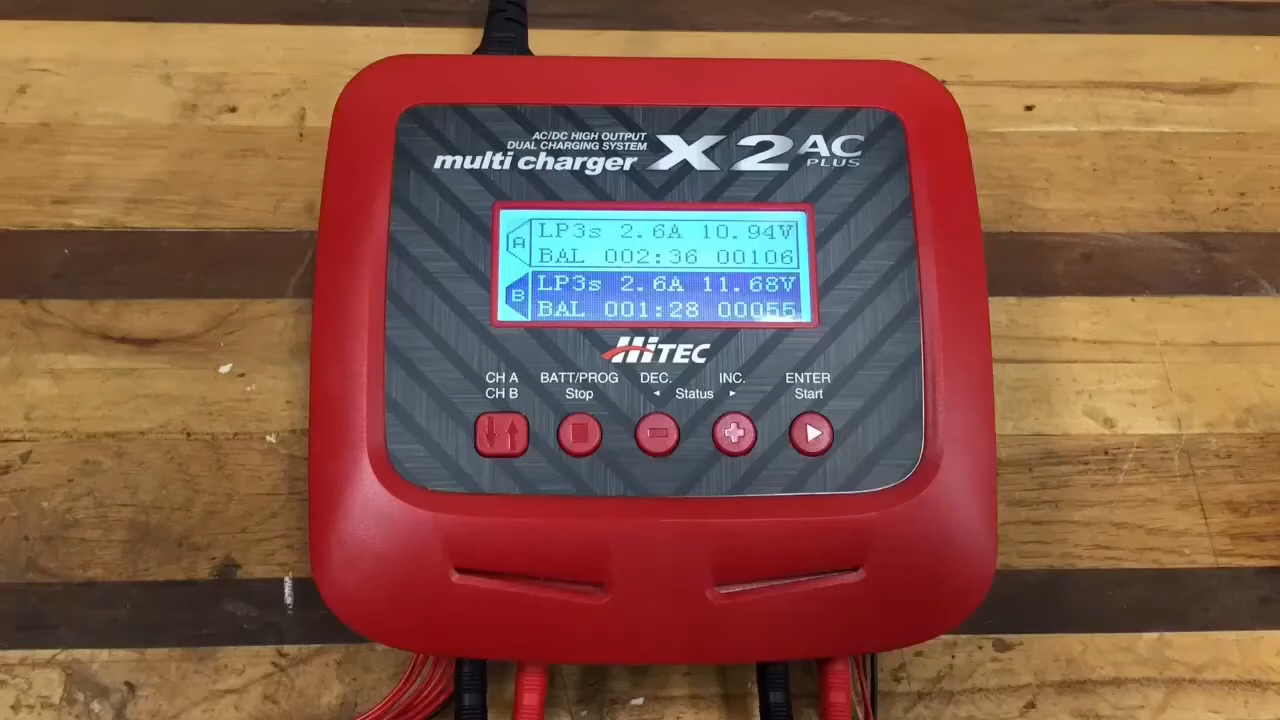 AC/DC HIGH OUTPUT
DUAL CHARGING SYSTEM
multi charger X2 AC PLUS
A LP3s 2.6A 10.94V
BAL 002:36 00106
B LP3s 2.6A 11.68V
BAL 001:28 00055
HiTEC
CH A BATT/PROG DEC. INC. ENTER
CH B Stop ◄ Status ► Start